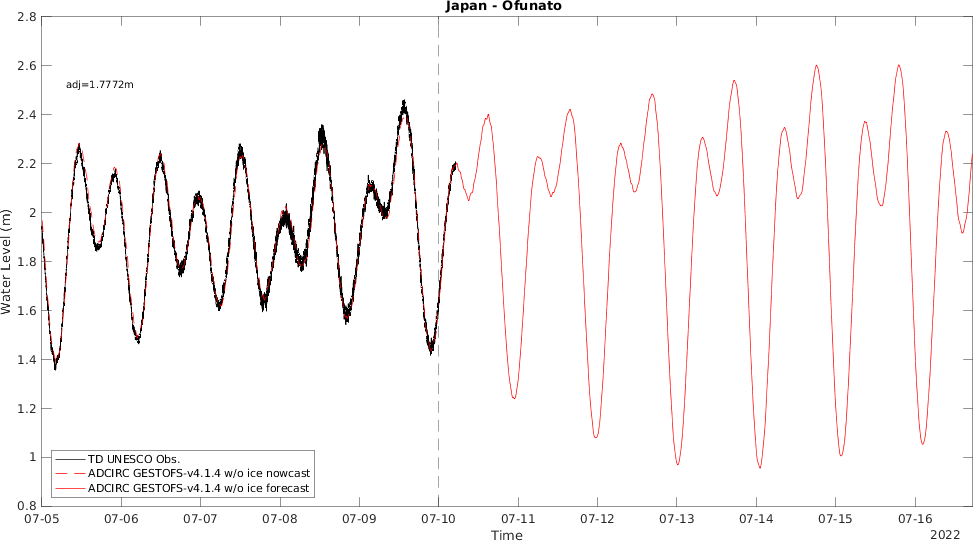 Japan - Ofunato
2.8
2.6
adj=1.7772m
2.4
2.2
2
1.8
1.6
1.4
1.2
1
0.8
Water Level (m)
TD UNESCO Obs.
ADCIRC GESTOFS-v4.1.4 w/o ice nowcast
ADCIRC GESTOFS-v4.1.4 w/o ice forecast
07-05 07-06 07-07 07-08 07-09 07-10 07-11 07-12 07-13 07-14 07-15 07-16
Time
2022